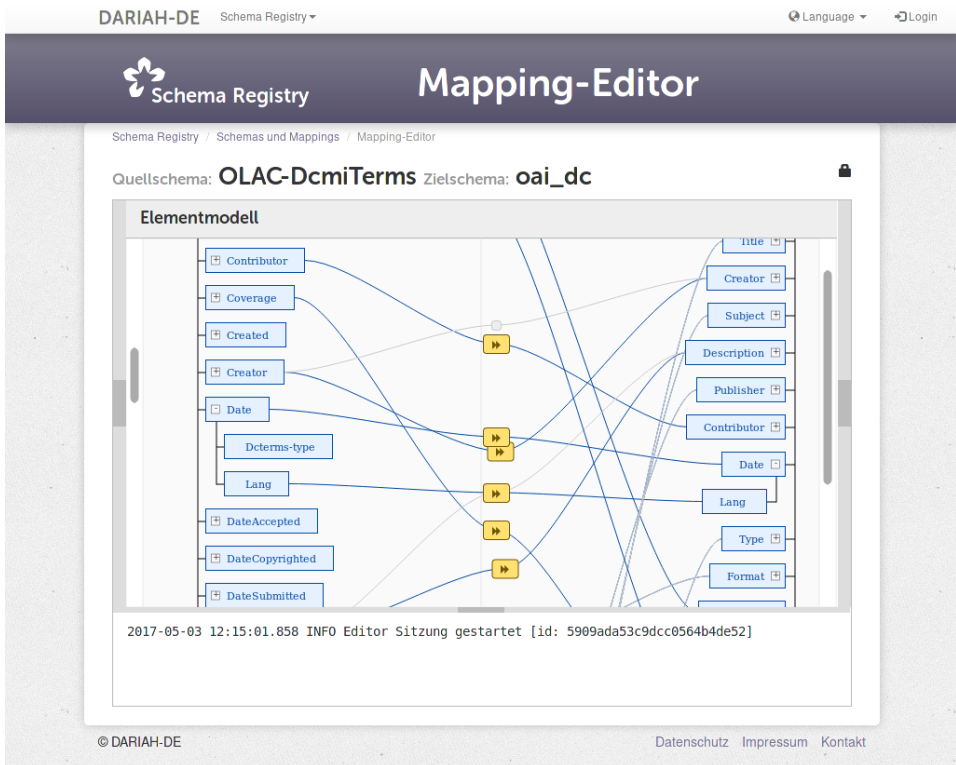 DARIAH-DE Schema Registry Language Login
Schema Registry Mapping-Editor
Schema Registry / Schemas und Mappings / Mapping-Editor
Quellschema: OLAC-DcmiTerms Zielschema: oai_dc
Elementmodell
Contributor
Coverage
Created
Creator
Date
Dcterms-type
Lang
DateAccepted
DateCopyrighted
DateSubmitted
Title
Creator
Subject
Description
Publisher
Contributor
Date
Lang
Type
Format
2017-05-03 12:15:01.858 INFO Editor Sitzung gestartet [id: 5909ada53c9dcc0564b4de52]
© DARIAH-DE Datenschutz Impressum Kontakt